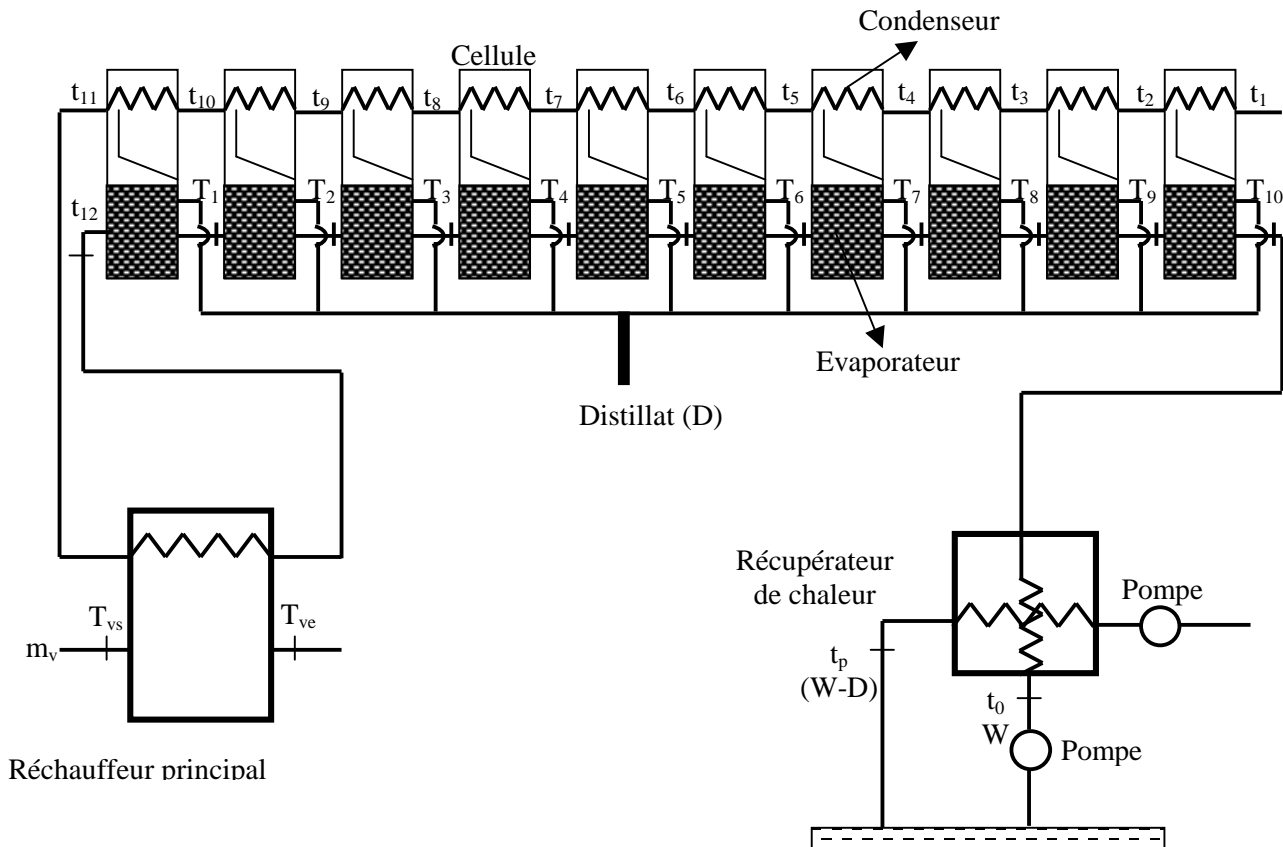 Condenseur
Cellule
t11 t10 t9 t8 t7 t6 t5 t4 t3 t2 t1
t12 T1 T2 T3 T4 T5 T6 T7 T8 T9 T10
Evaporateur
Distillat (D)
Récupérateur
de chaleur
Pompe
Tvs Tve
mv
tp
(W-D)
t0
W
Pompe
Réchauffeur principal